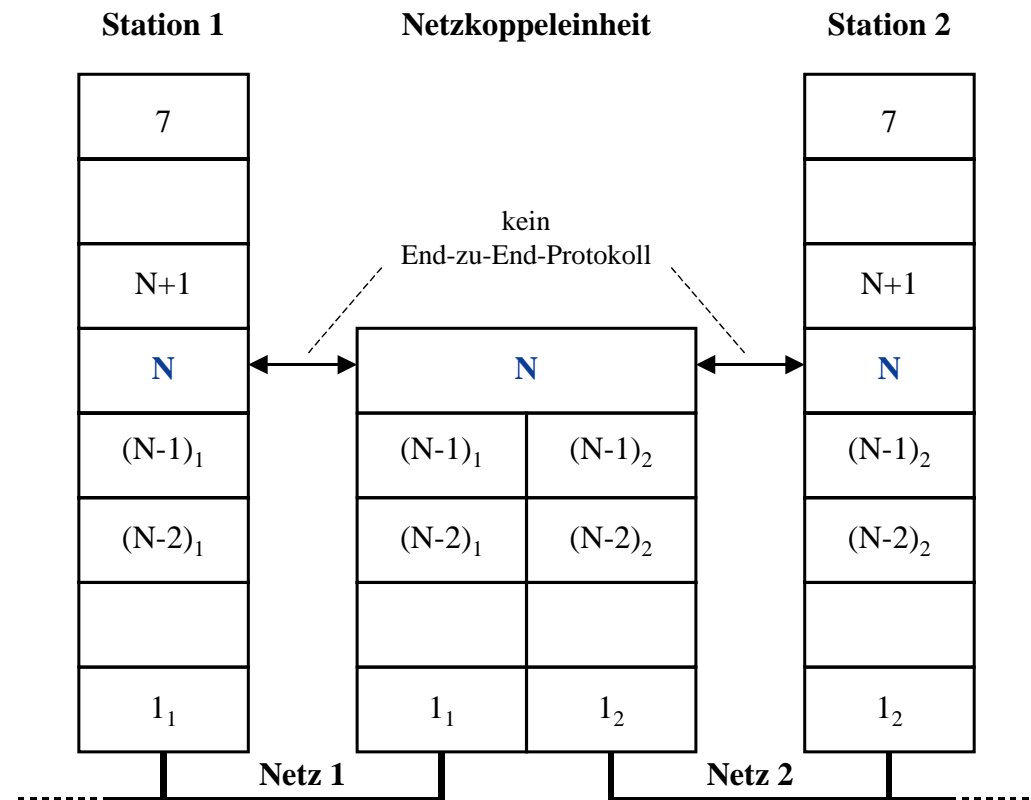 Station 1 Netzkoppeleinheit Station 2
7 7
kein
End-zu-End-Protokoll
N+1 N+1
N N N
(N-1)₁ (N-1)₁ (N-1)₂ (N-1)₂
(N-2)₁ (N-2)₁ (N-2)₂ (N-2)₂
1₁ 1₁ 1₂ 1₂
Netz 1 Netz 2